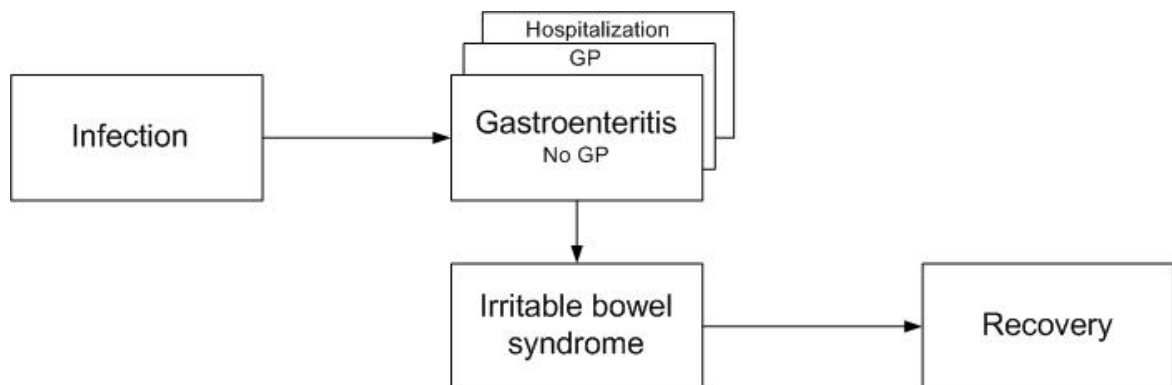 Hospitalization
GP
Infection
Gastroenteritis
No GP
Irritable bowel
syndrome
Recovery